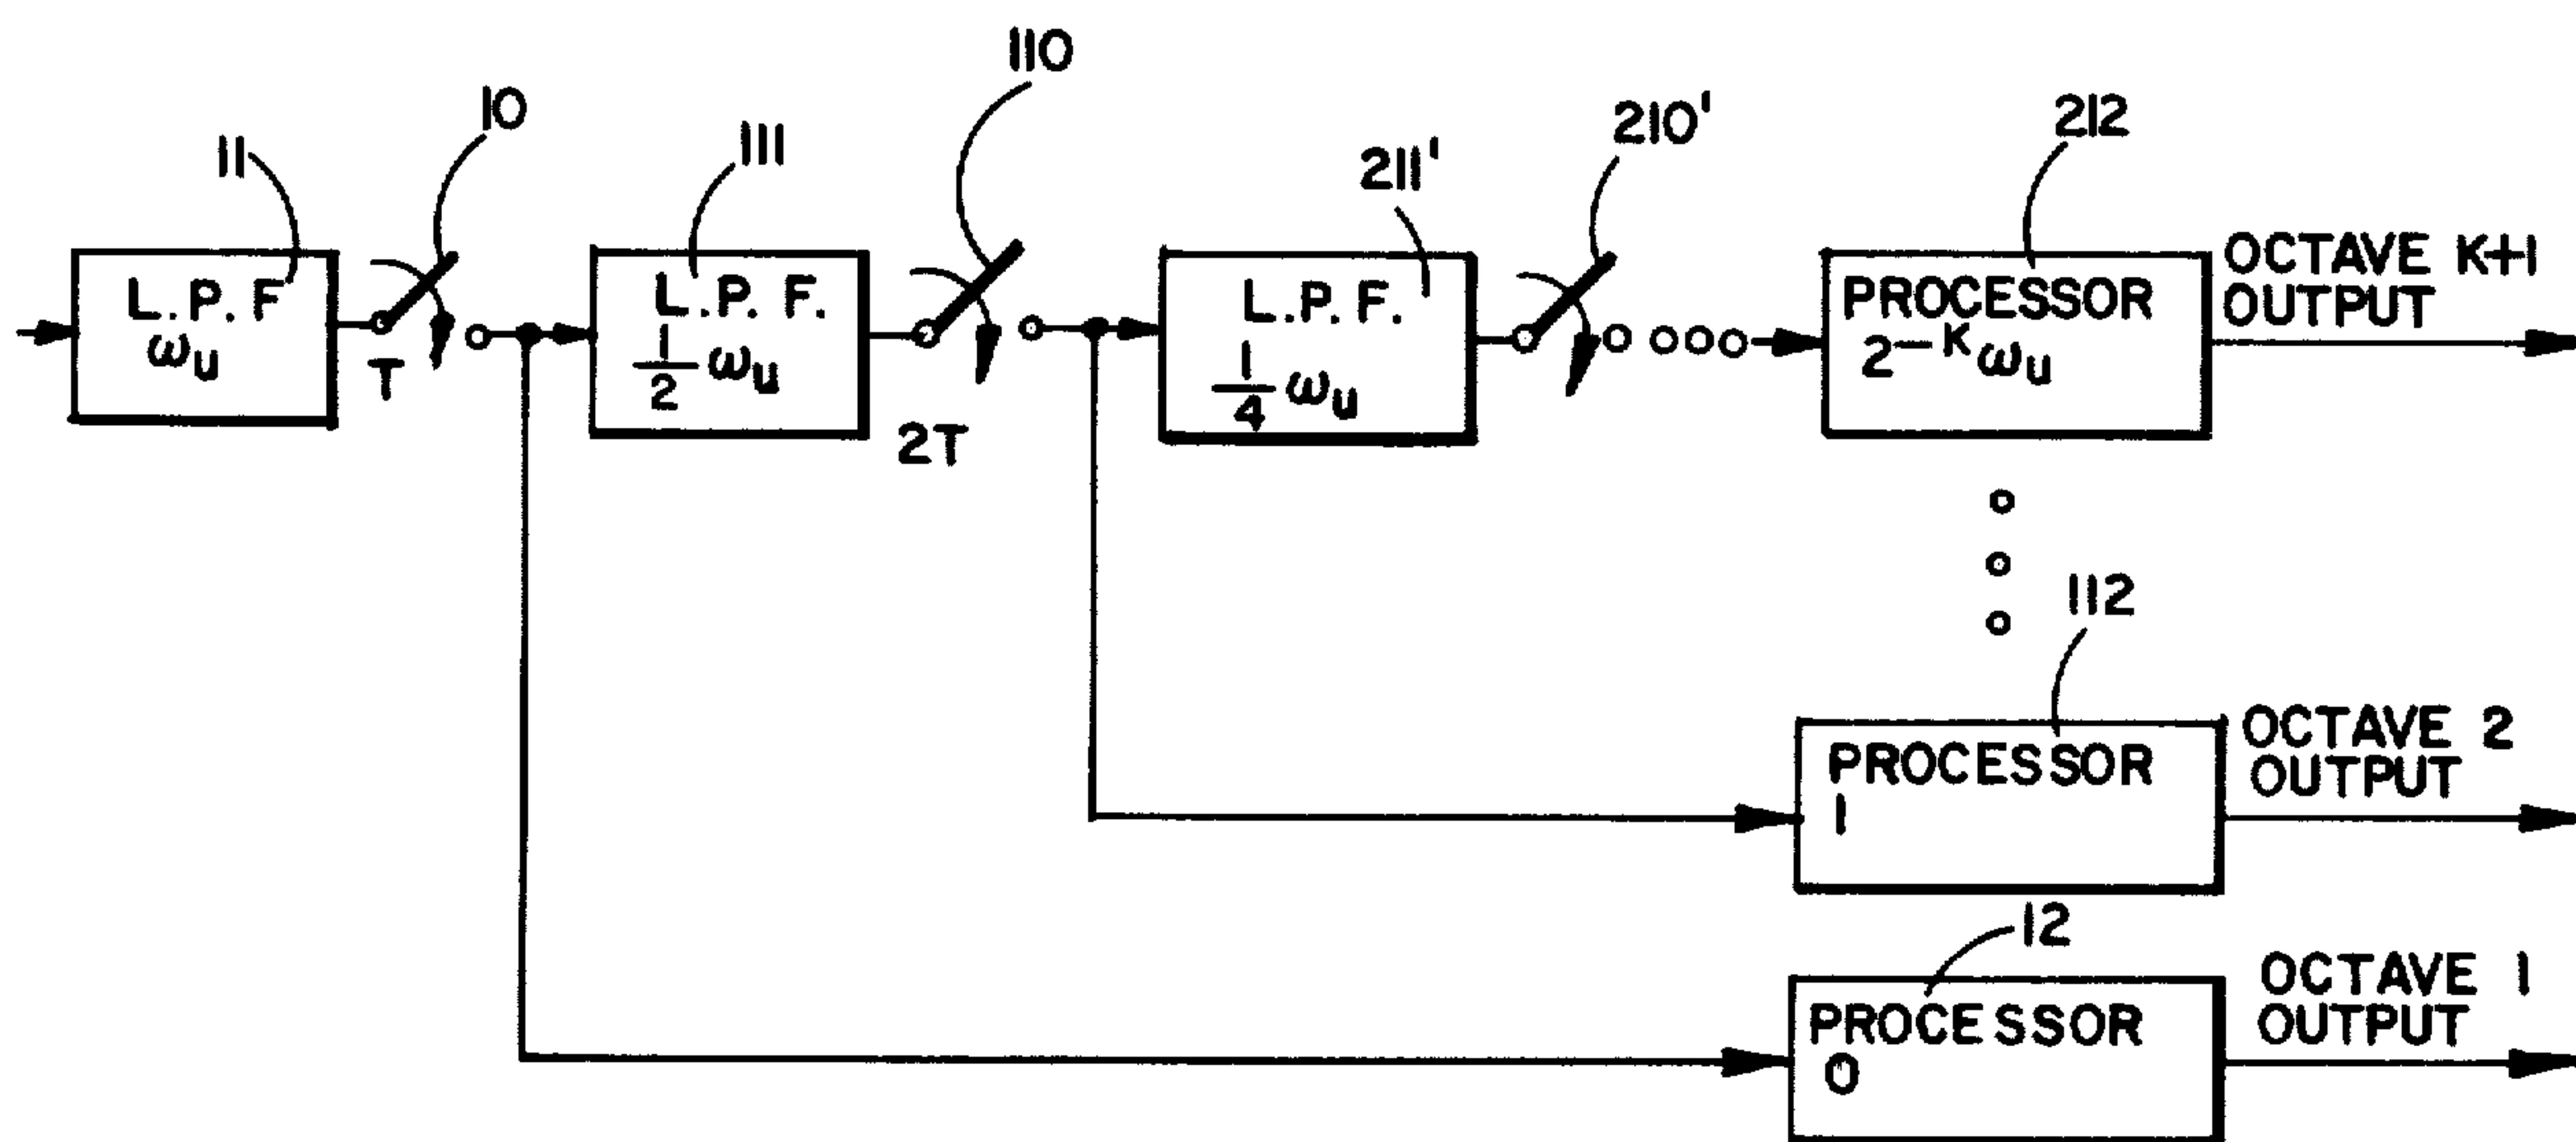 110
10
210'
212
11
111
211'
L.P.F
ωu
T
L.P.F.
1/2 ωu
2T
L.P.F.
1/4 ωu
PROCESSOR
2^-K ωu
OCTAVE K+1
OUTPUT
112
PROCESSOR
1
OCTAVE 2
OUTPUT
12
PROCESSOR
0
OCTAVE 1
OUTPUT